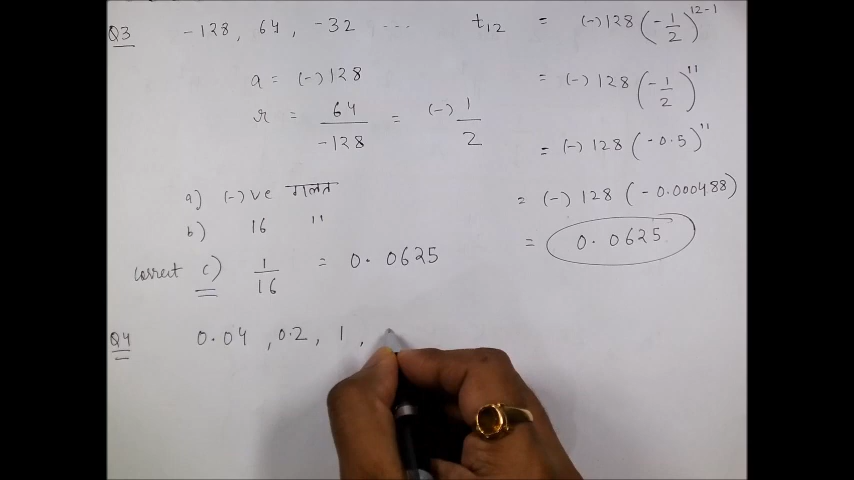 Q3 -128, 64, -32 ...
a = (-) 128
r = 64 / -128 = (-) 1/2
a) (-) ve गलत
b) 16 "
correct c) 1/16 = 0.0625
t12 = (-) 128 (-1/2)^12-1
= (-) 128 (-1/2)^11
= (-) 128 (-0.5)^11
= (-) 128 (-0.000488)
= 0.0625
Q4 0.04, 0.2, 1,